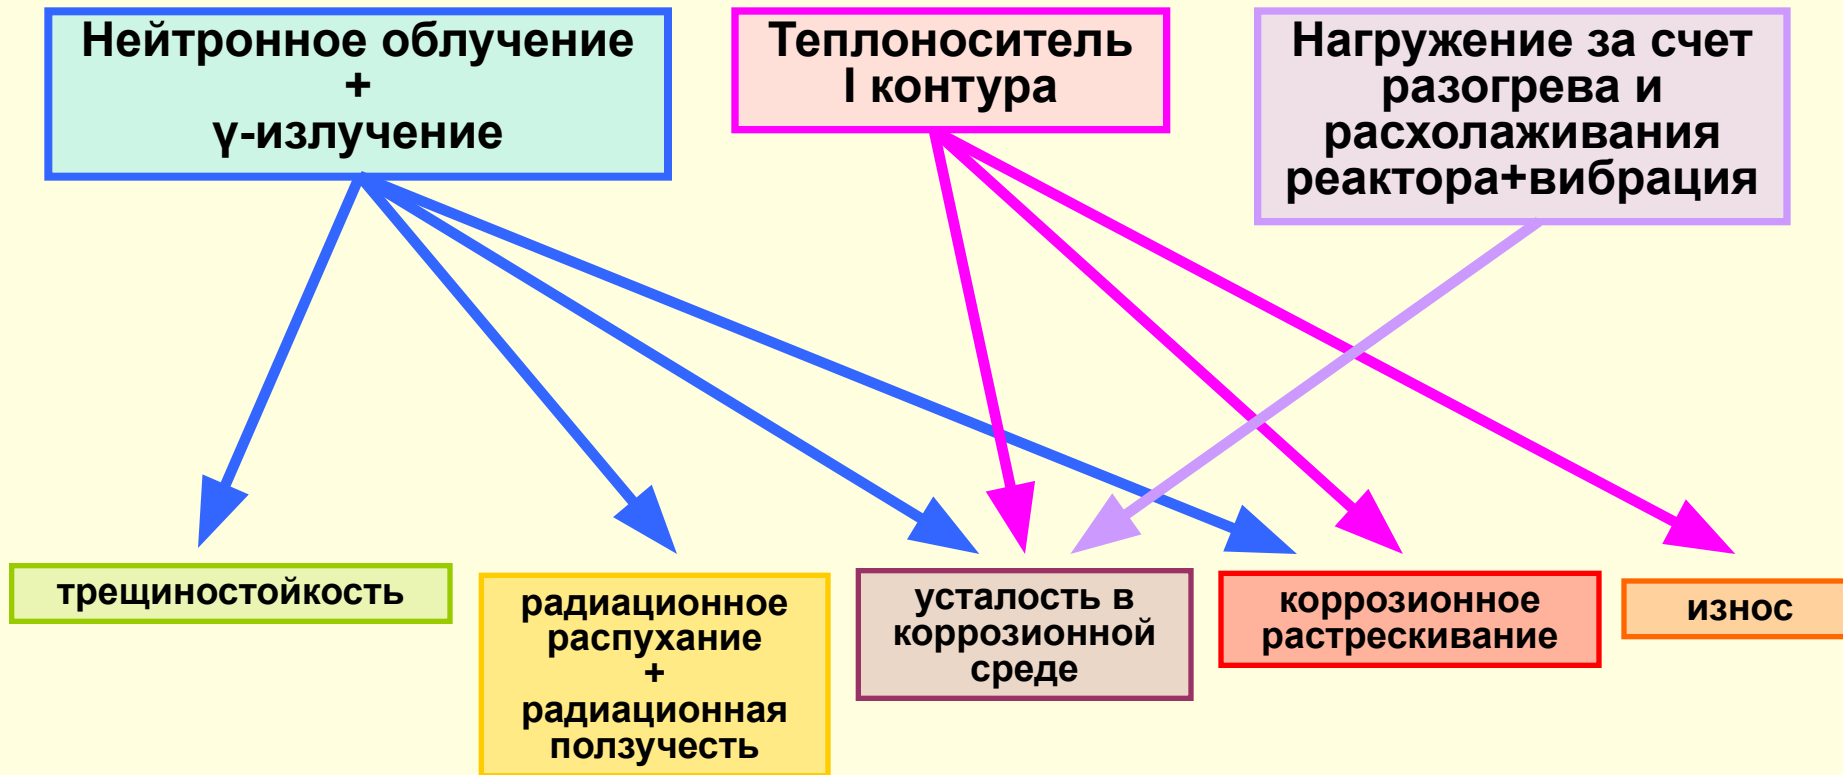 Нейтронное облучение
+
γ-излучение
Теплоноситель
I контура
Нагружение за счет
разогрева и
расхолаживания
реактора+вибрация
трещиностойкость
радиационное
распухание
+
радиационная
ползучесть
усталость в
коррозионной
среде
коррозионное
растрескивание
износ